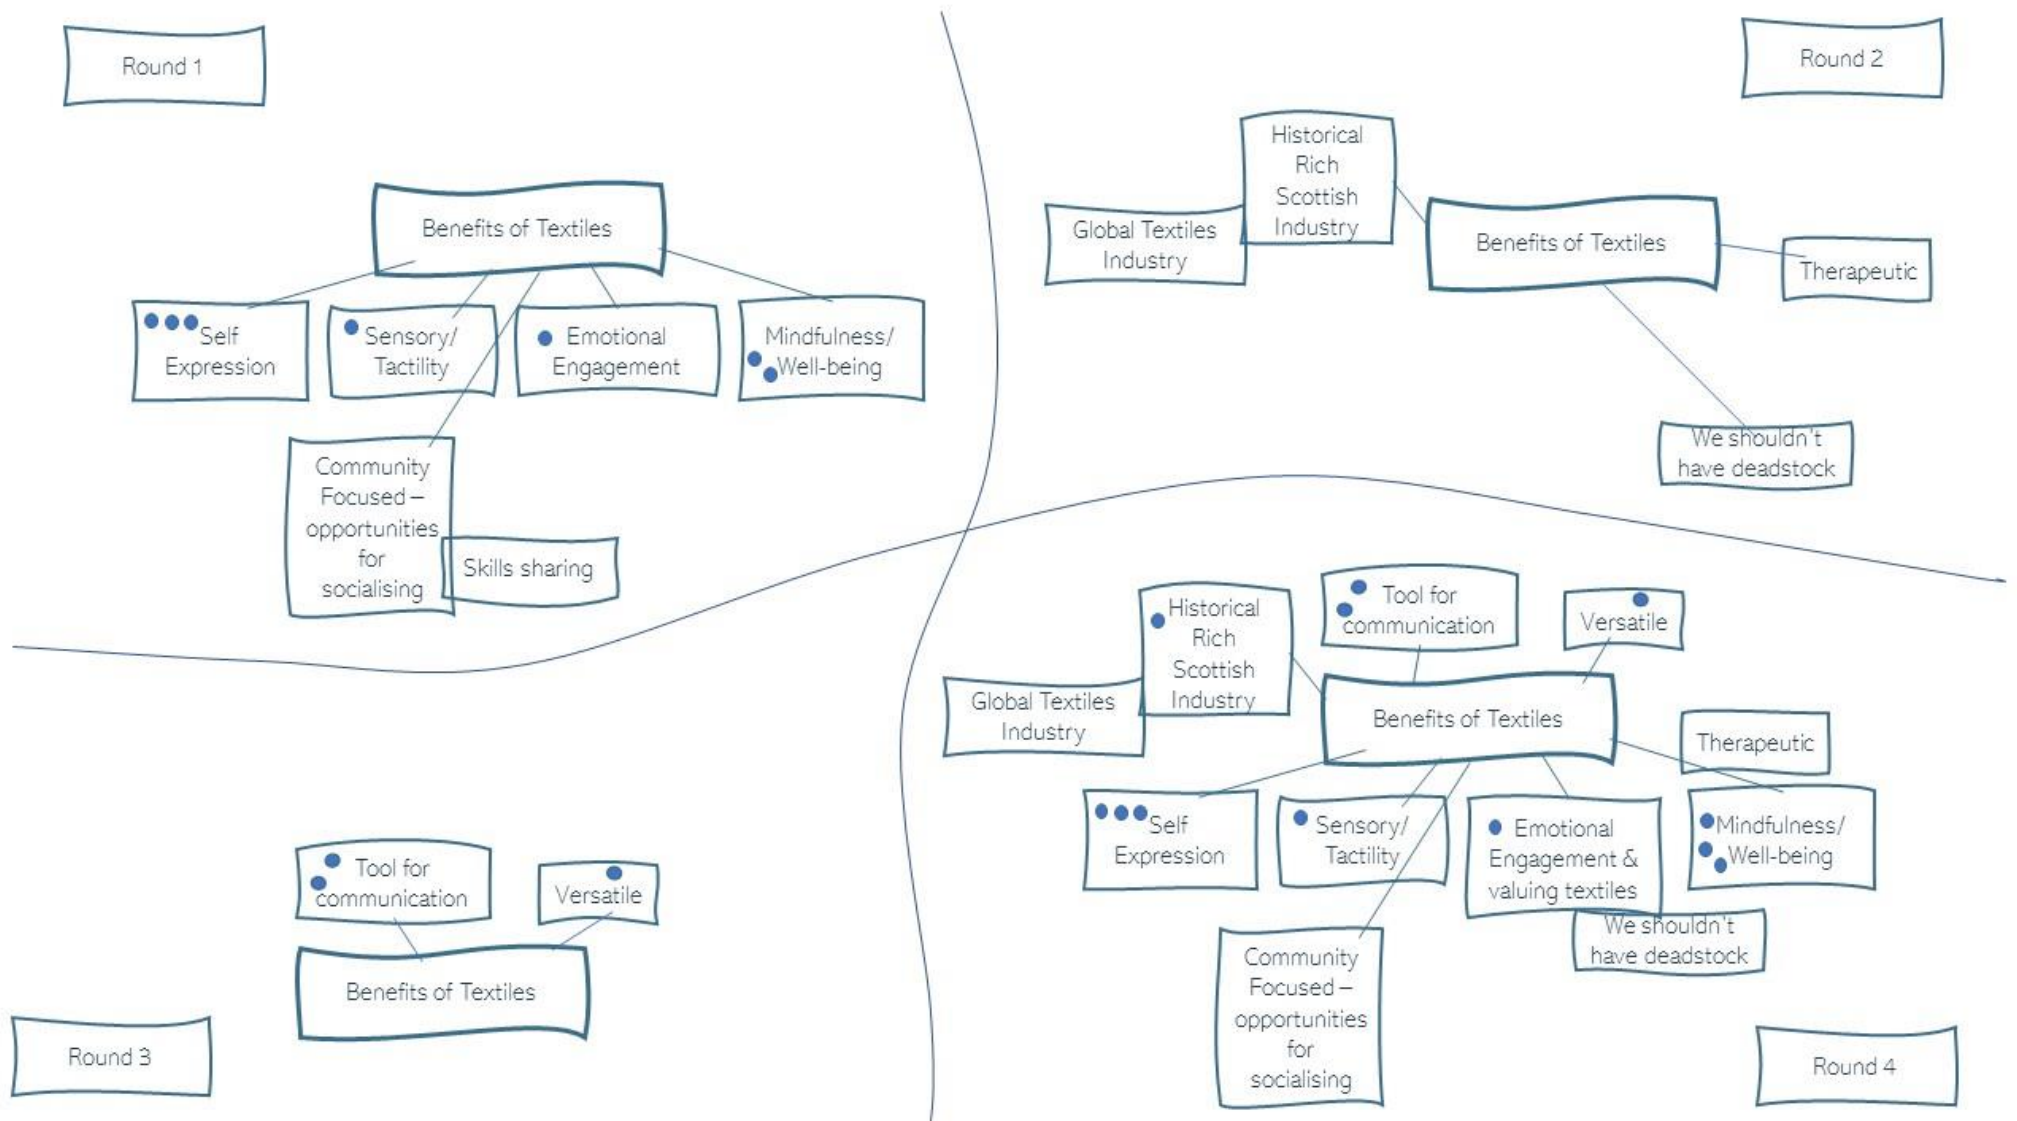 Round 1
Benefits of Textiles
Self
Expression
Sensory/
Tactility
Emotional
Engagement
Mindfulness/
Well-being
Community
Focused –
opportunities
for
socialising
Skills sharing
Round 2
Historical
Rich
Scottish
Industry
Global Textiles
Industry
Benefits of Textiles
Therapeutic
We shouldn't
have deadstock
Tool for
communication
Versatile
Benefits of Textiles
Round 3
Historical
Rich
Scottish
Industry
Tool for
communication
Versatile
Global Textiles
Industry
Benefits of Textiles
Therapeutic
Self
Expression
Sensory/
Tactility
Emotional
Engagement &
valuing textiles
Mindfulness/
Well-being
We shouldn't
have deadstock
Community
Focused –
opportunities
for
socialising
Round 4